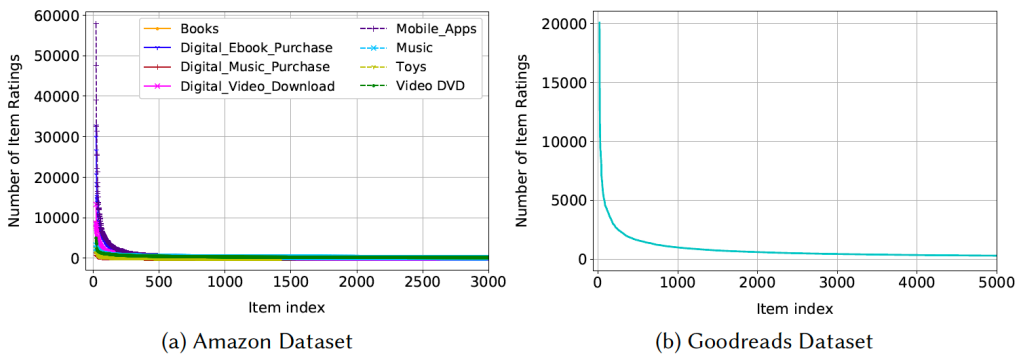 60000
50000
40000
30000
20000
10000
0
Number of Item Ratings
Books
Digital_Ebook_Purchase
Digital_Music_Purchase
Digital_Video_Download
Mobile_Apps
Music
Toys
Video DVD
0 500 1000 1500 2000 2500 3000
Item index
(a) Amazon Dataset
20000
15000
10000
5000
0
Number of Item Ratings
0 1000 2000 3000 4000 5000
Item index
(b) Goodreads Dataset